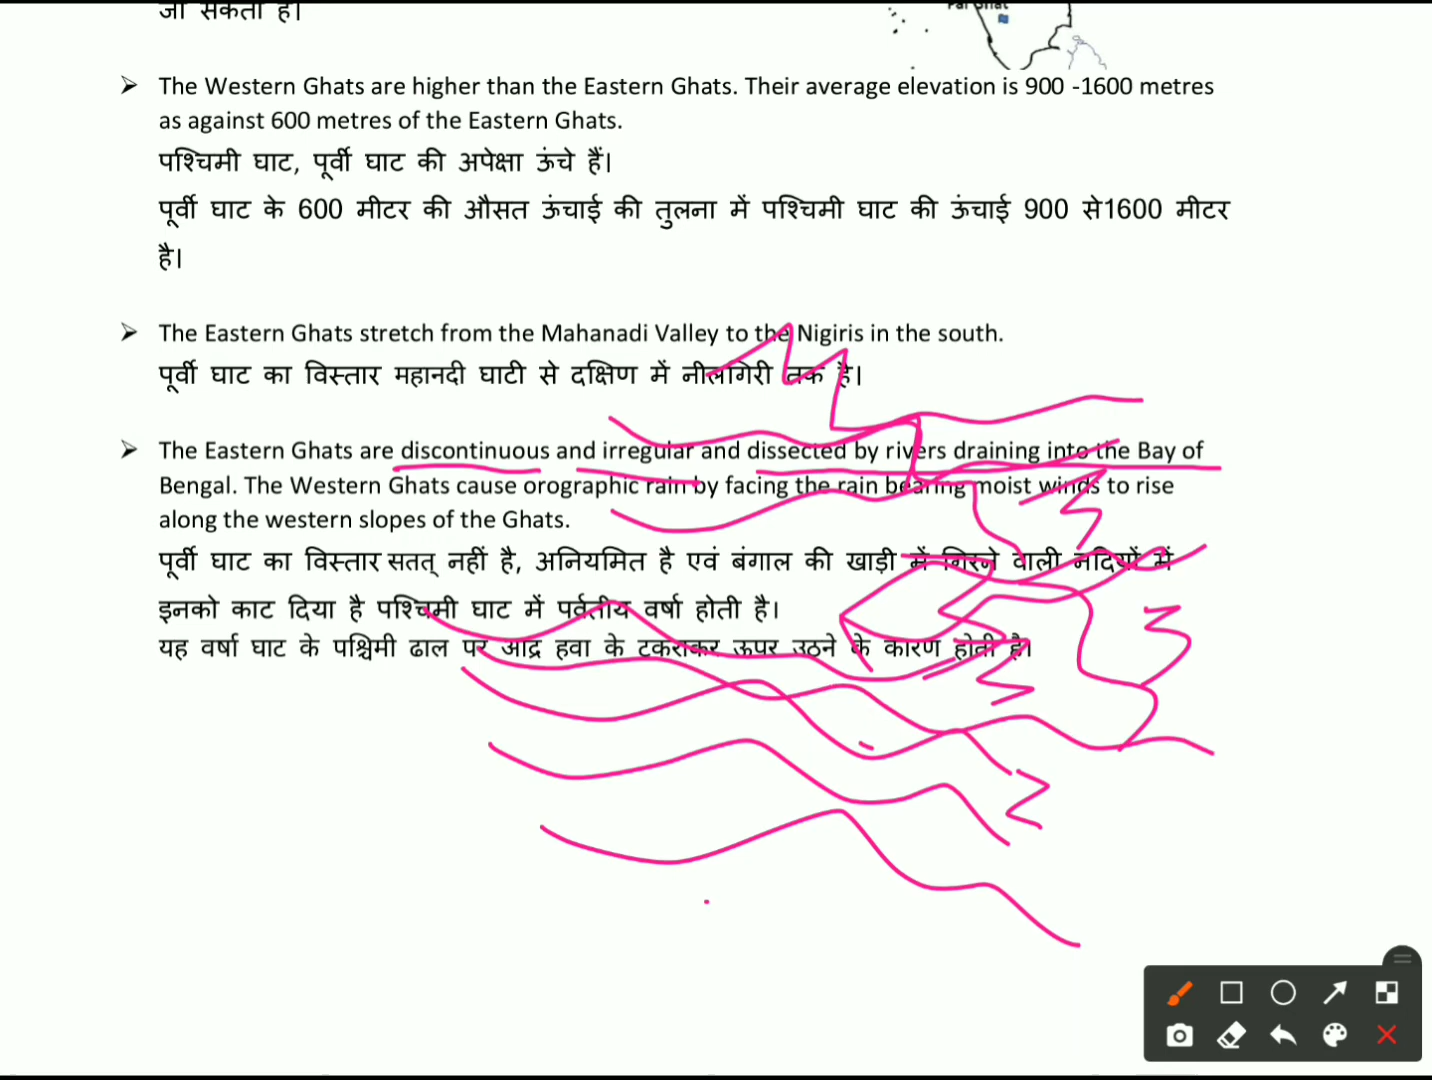 जा सकता है।
➢ The Western Ghats are higher than the Eastern Ghats. Their average elevation is 900 -1600 metres
as against 600 metres of the Eastern Ghats.
पश्चिमी घाट, पूर्वी घाट की अपेक्षा ऊंचे हैं।
पूर्वी घाट के 600 मीटर की औसत ऊंचाई की तुलना में पश्चिमी घाट की ऊंचाई 900 से1600 मीटर
है।
➢ The Eastern Ghats stretch from the Mahanadi Valley to the Nigiris in the south.
पूर्वी घाट का विस्तार महानदी घाटी से दक्षिण में नीलगिरी तक है।
➢ The Eastern Ghats are discontinuous and irregular and dissected by rivers draining into the Bay of
Bengal. The Western Ghats cause orographic rain by facing the rain bearing moist winds to rise
along the western slopes of the Ghats.
पूर्वी घाट का विस्तार सतत् नहीं है, अनियमित है एवं बंगाल की खाड़ी में गिरने वाली नदियों में
इनको काट दिया है पश्चिमी घाट में पर्वतीय वर्षा होती है।
यह वर्षा घाट के पश्चिमी ढाल पर आद्र हवा के टकराकर ऊपर उठने के कारण होती है।